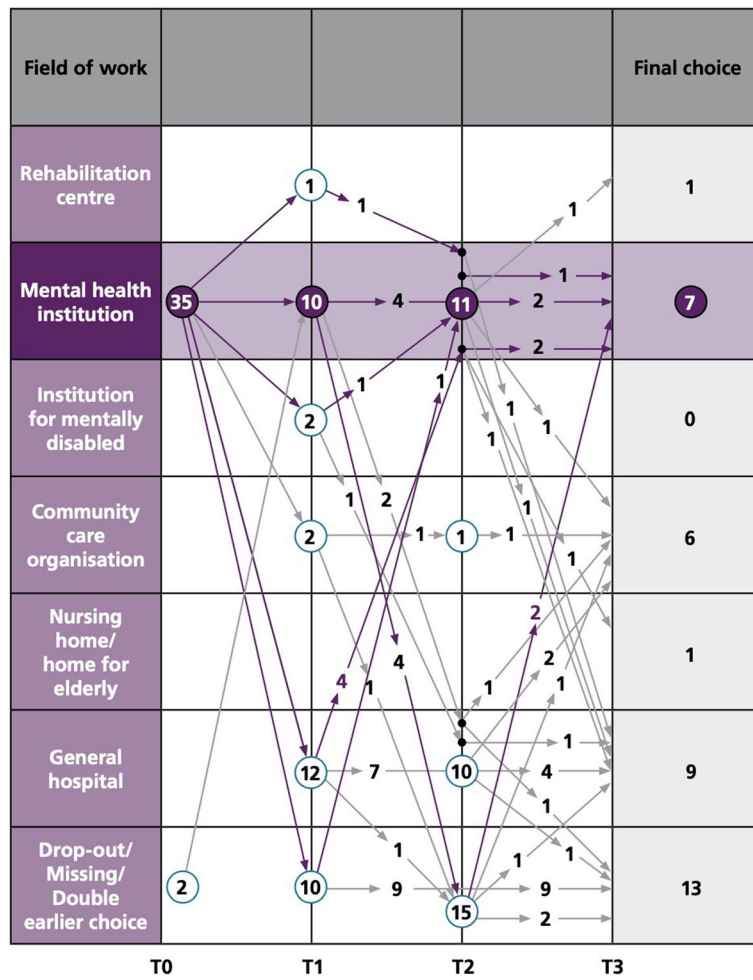 Field of work
Final choice
Rehabilitation
centre
1
1
1
1
Mental health
institution
35
10
4
11
1
2
2
7
Institution
for mentally
disabled
2
1
1
1
1
1
0
Community
care
organisation
2
1
2
1
1
1
1
1
6
Nursing
home/
home for
elderly
4
1
4
1
2
2
1
1
General
hospital
12
7
10
1
4
1
9
Drop-out/
Missing/
Double
earlier choice
2
10
1
9
15
1
1
9
2
13
T0
T1
T2
T3